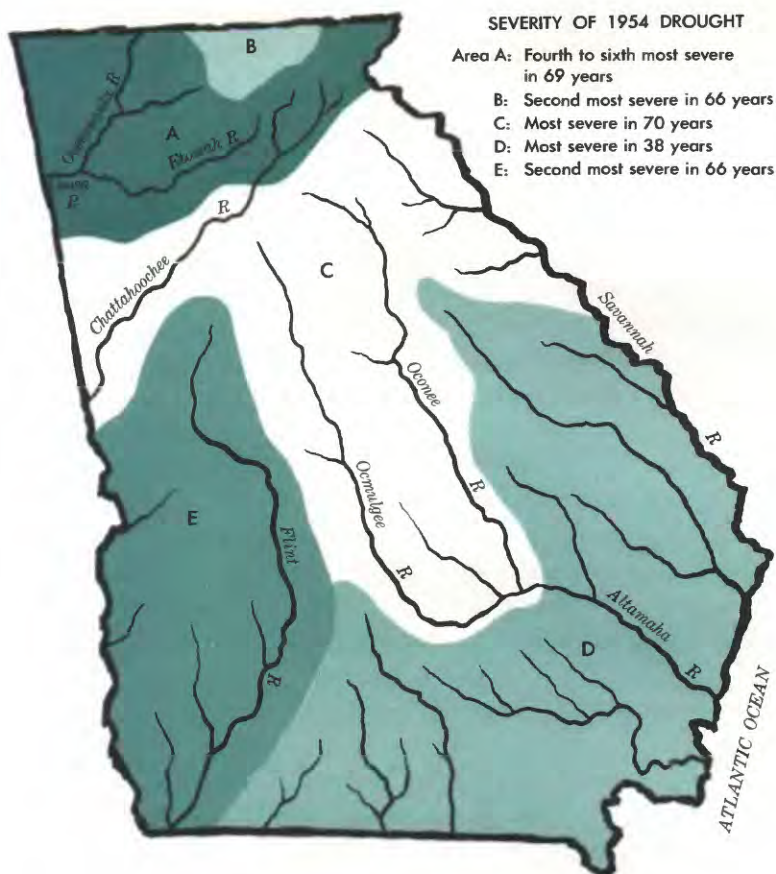 SEVERITY OF 1954 DROUGHT
Area A: Fourth to sixth most severe
in 69 years
B: Second most severe in 66 years
C: Most severe in 70 years
D: Most severe in 38 years
E: Second most severe in 66 years
B
R
A
Etowah R
R
R
Chattahoochee
C
Savannah
R
Oconee
R
Ocmulgee
R
E
Flint
R
Altamaha
R
D
ATLANTIC OCEAN